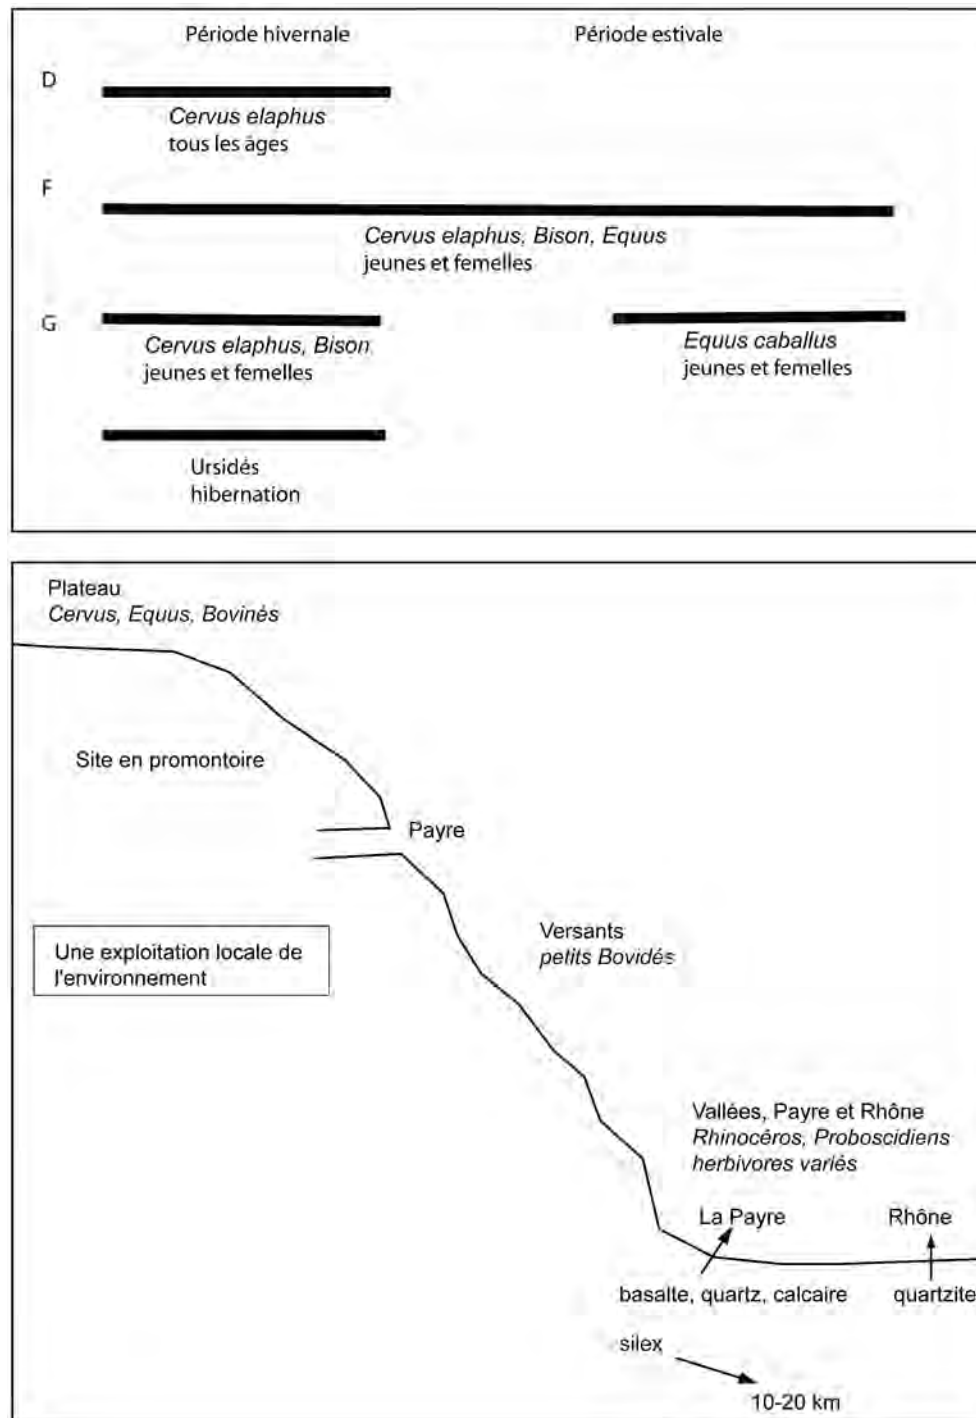 Période hivernale
Période estivale
D
Cervus elaphus
tous les âges
F
Cervus elaphus, Bison, Equus
jeunes et femelles
G
Cervus elaphus, Bison
jeunes et femelles
Equus caballus
jeunes et femelles
Ursidés
hibernation
Plateau
Cervus, Equus, Bovinés
Site en promontoire
Payre
Une exploitation locale de
l'environnement
Versants
petits Bovidés
Vallées, Payre et Rhône
Rhinocéros, Proboscidiens
herbivores variés
La Payre
Rhône
basalte, quartz, calcaire
quartzite
silex
10-20 km